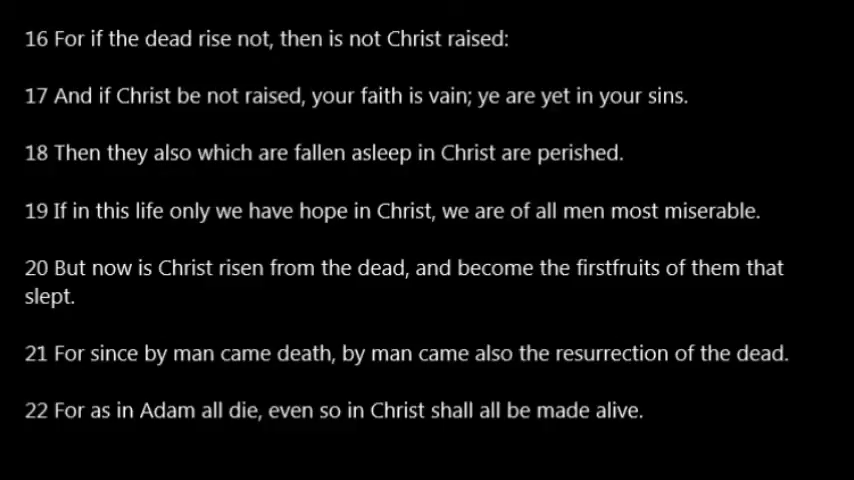 16 For if the dead rise not, then is not Christ raised:
17 And if Christ be not raised, your faith is vain; ye are yet in your sins.
18 Then they also which are fallen asleep in Christ are perished.
19 If in this life only we have hope in Christ, we are of all men most miserable.
20 But now is Christ risen from the dead, and become the firstfruits of them that
slept.
21 For since by man came death, by man came also the resurrection of the dead.
22 For as in Adam all die, even so in Christ shall all be made alive.